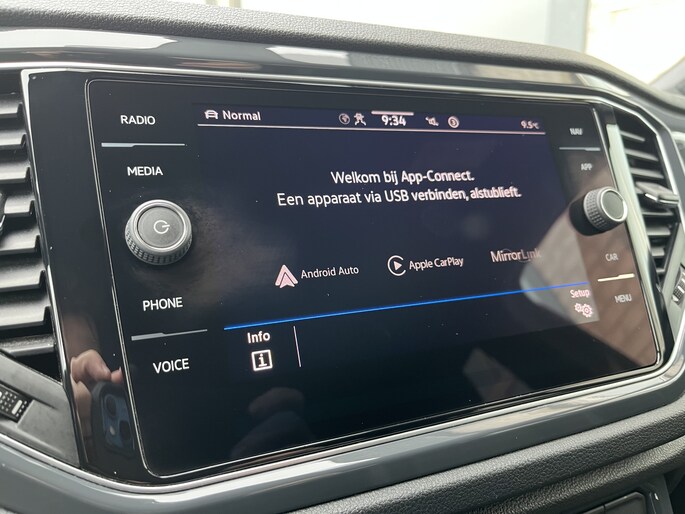 RADIO
MEDIA
PHONE
VOICE
Normal
9:34
9.5°C
NAV
APP
CAR
MENU
Welkom bij App-Connect.
Een apparaat via USB verbinden, alstublieft.
Android Auto
Apple CarPlay
MirrorLink
Setup
Info